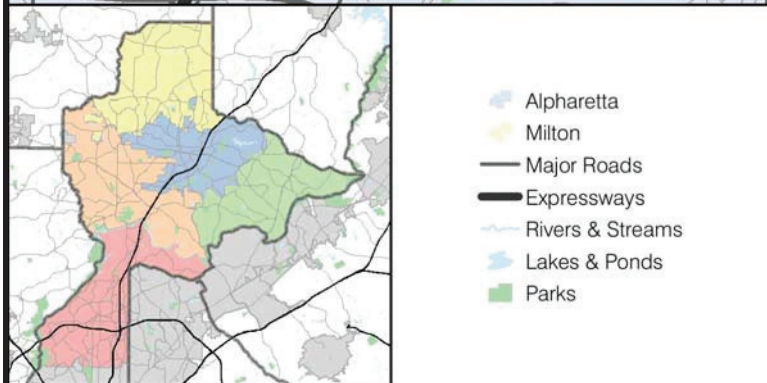 Alpharetta
Milton
Major Roads
Expressways
Rivers & Streams
Lakes & Ponds
Parks